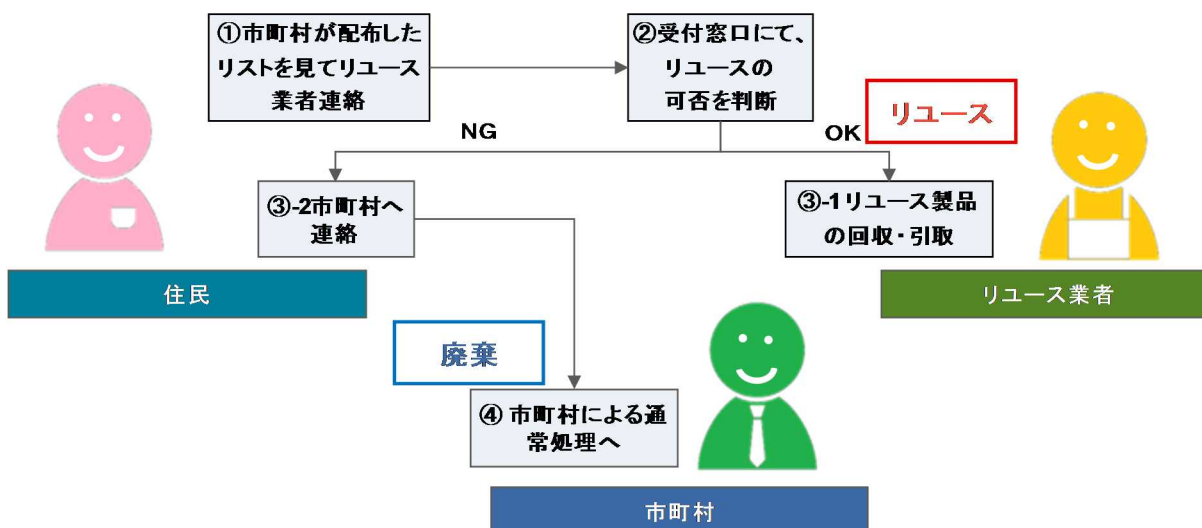 ①市町村が配布した
リストを見てリユース
業者連絡
②受付窓口にて、
リユースの
可否を判断
リユース
NG
OK
③-2市町村へ
連絡
③-1リユース製品
の回収・引取
住民
リユース業者
廃棄
④ 市町村による通
常処理へ
市町村